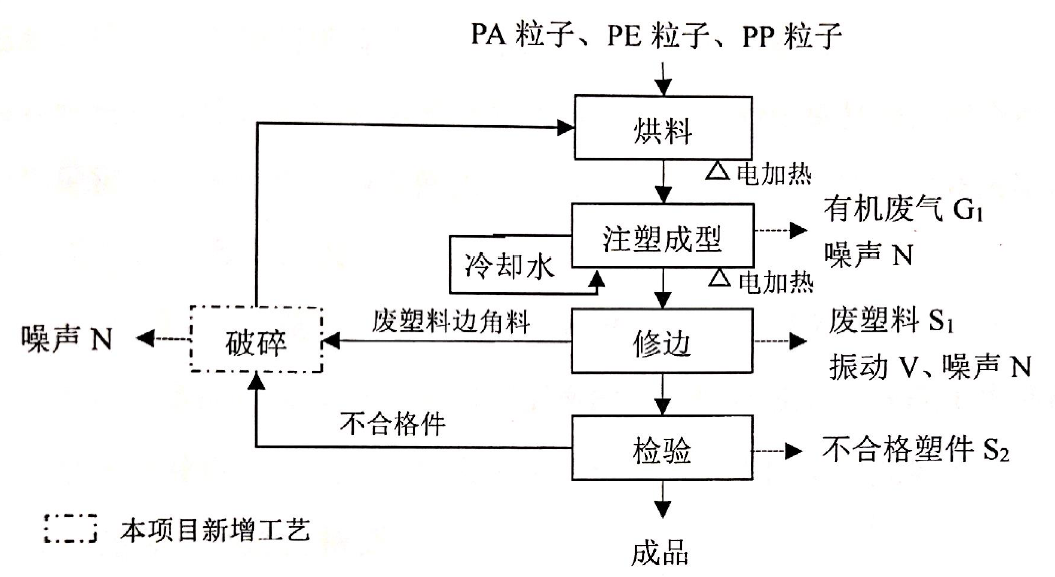 PA 粒子、PE 粒子、PP 粒子
烘料
△电加热
注塑成型
有机废气 G₁
噪声 N
冷却水
△电加热
噪声 N
破碎
废塑料边角料
修边
废塑料 S₁
振动 V、噪声 N
不合格件
检验
不合格塑件 S₂
本项目新增工艺
成品